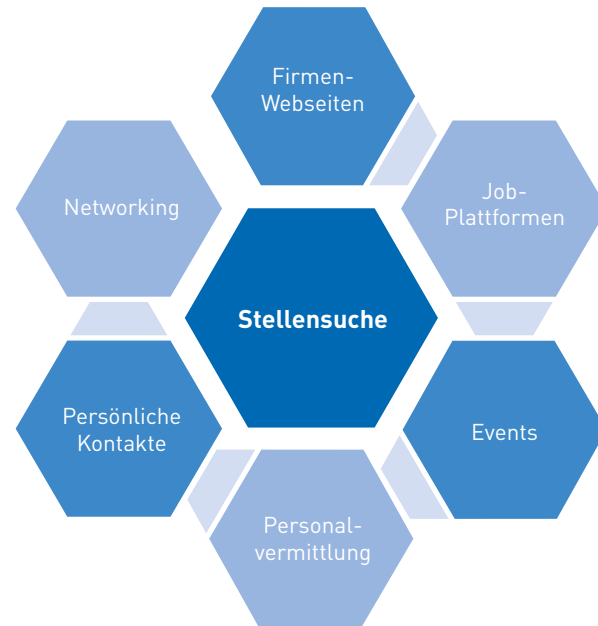 Firmen-
Webseiten
Networking
Job-
Plattformen
Stellensuche
Persönliche
Kontakte
Events
Personal-
vermittlung